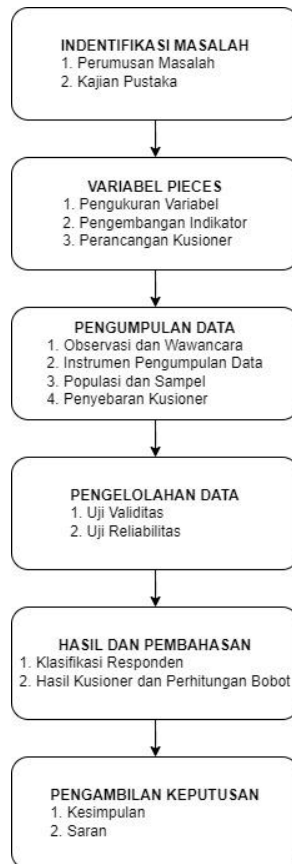 INDENTIFIKASI MASALAH
1. Perumusan Masalah
2. Kajian Pustaka
VARIABEL PIECES
1. Pengukuran Variabel
2. Pengembangan Indikator
3. Perancangan Kusioner
PENGUMPULAN DATA
1. Observasi dan Wawancara
2. Instrumen Pengumpulan Data
3. Populasi dan Sampel
4. Penyebaran Kusioner
PENGELOLAHAN DATA
1. Uji Validitas
2. Uji Reliabilitas
HASIL DAN PEMBAHASAN
1. Klasifikasi Responden
2. Hasil Kusioner dan Perhitungan Bobot
PENGAMBILAN KEPUTUSAN
1. Kesimpulan
2. Saran